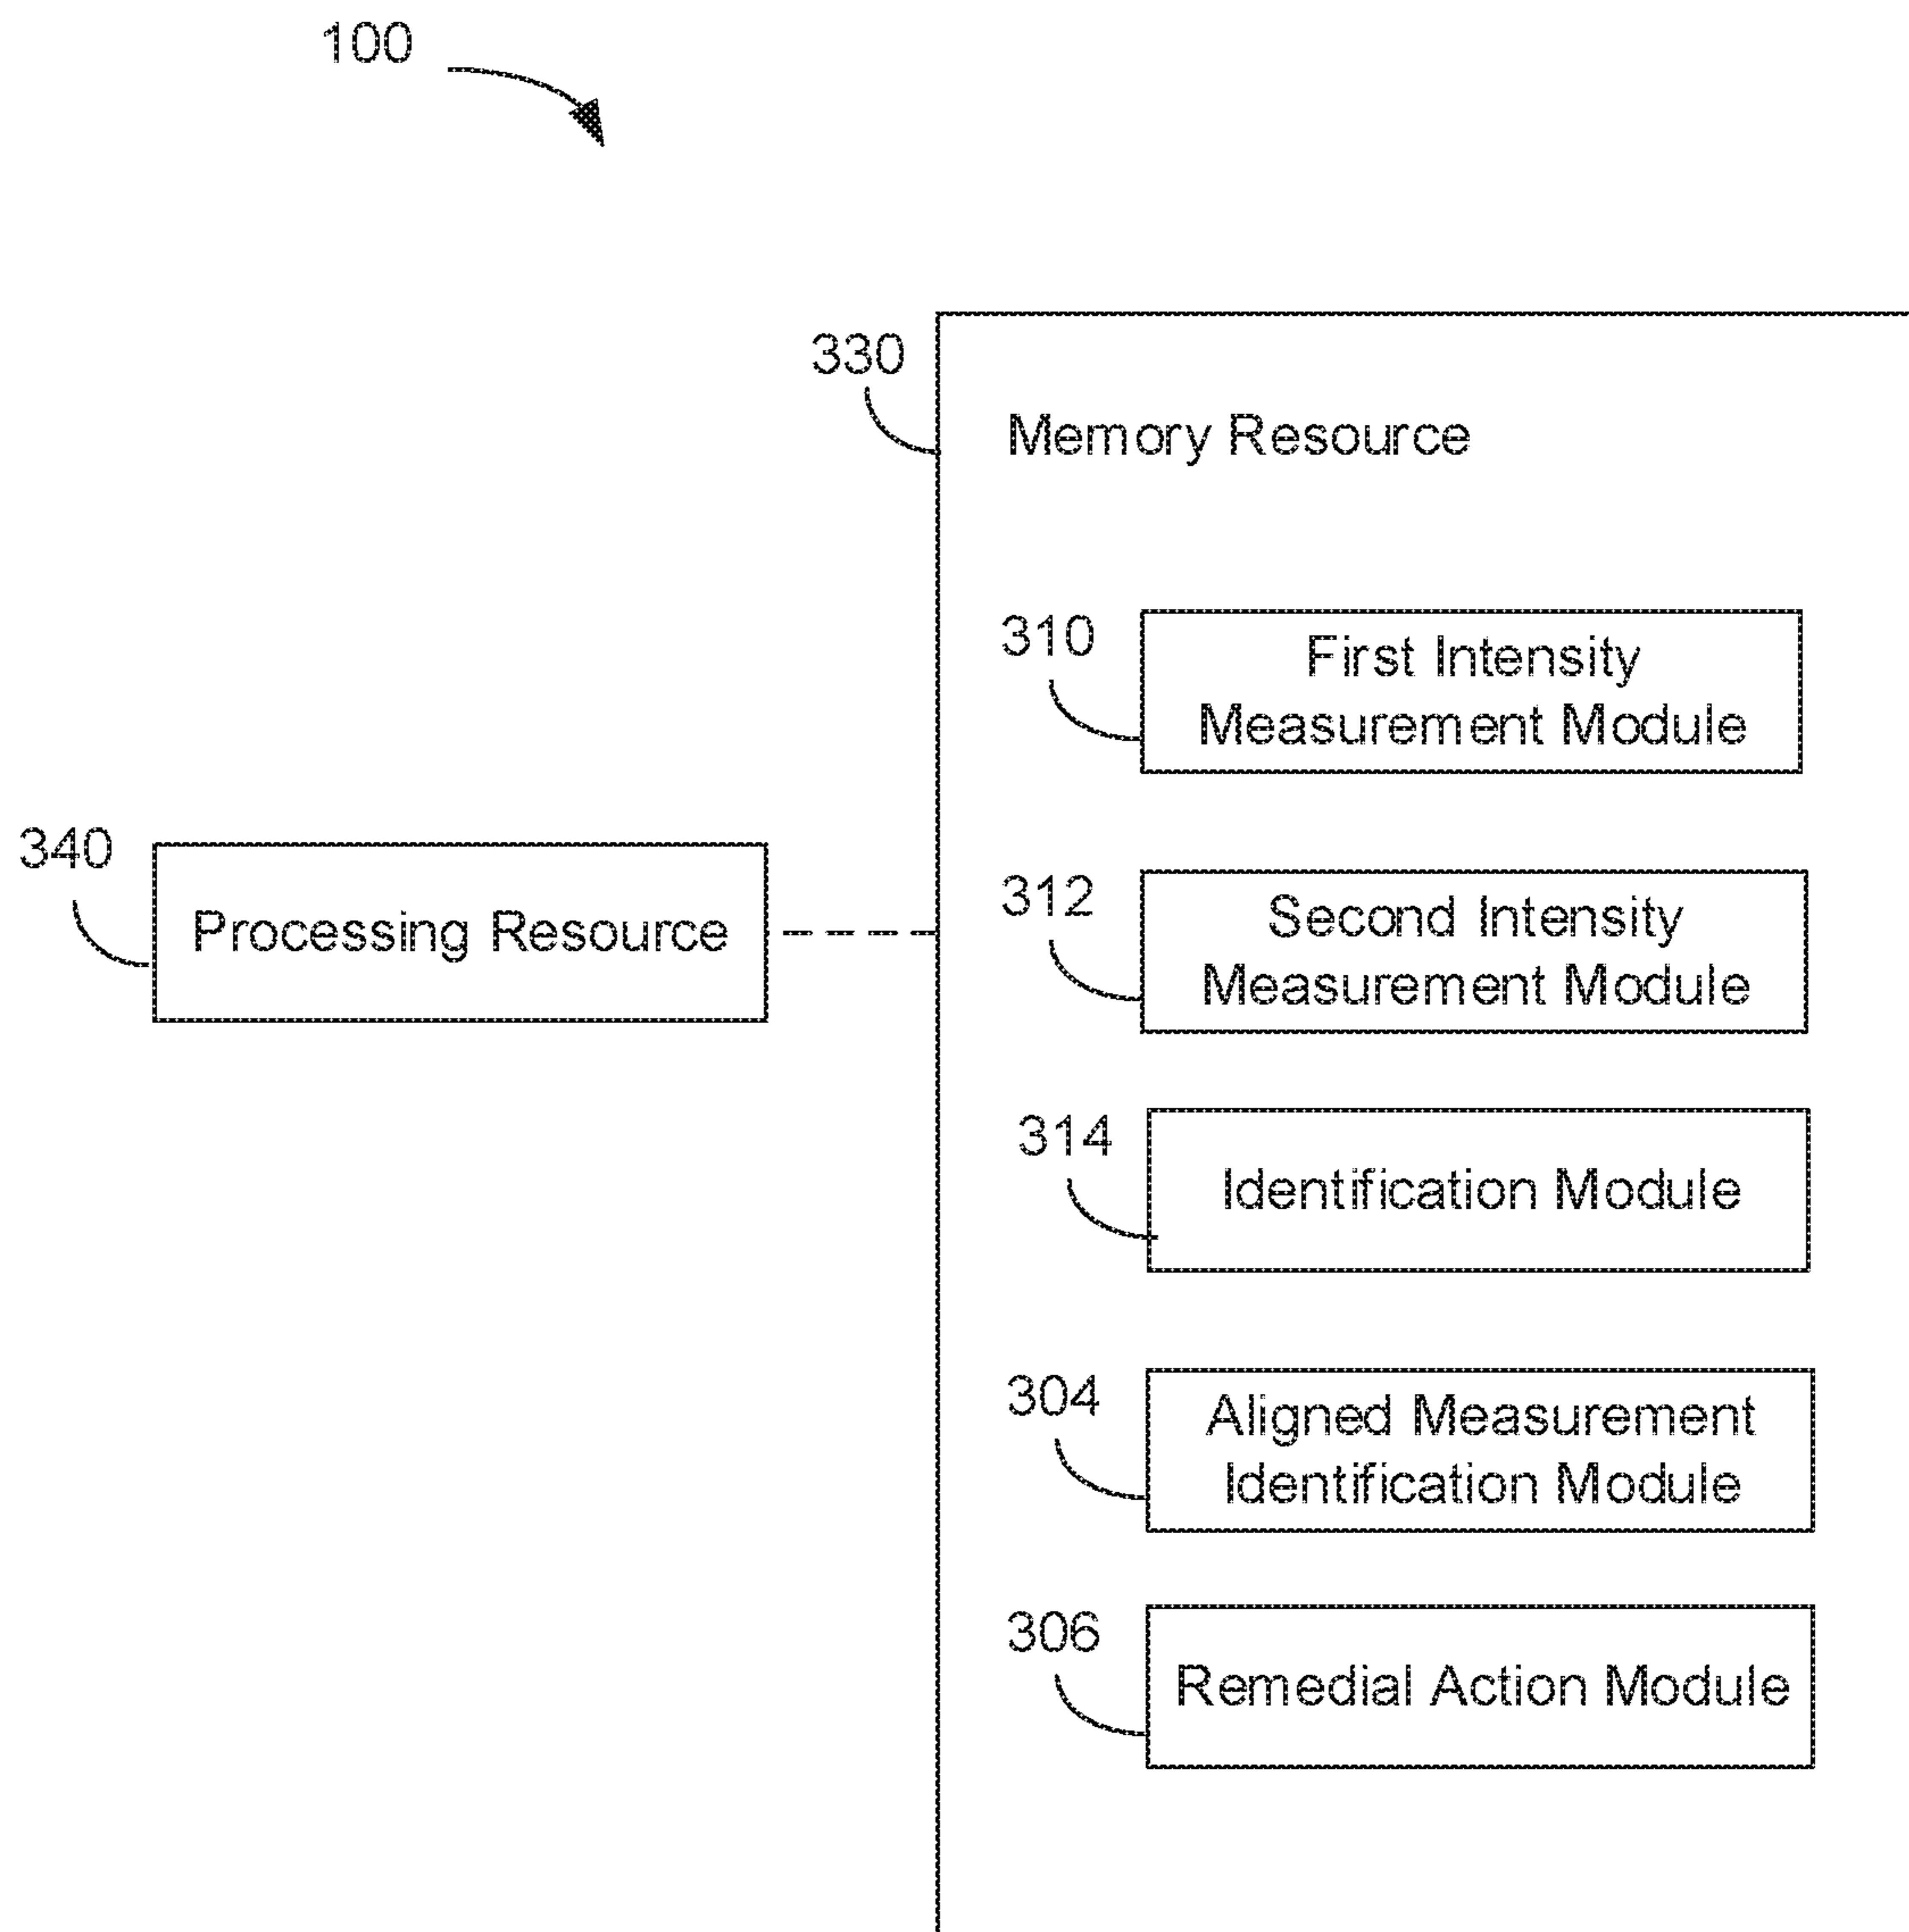 100
330
Memory Resource
310
First Intensity
Measurement Module
340
Processing Resource
312
Second Intensity
Measurement Module
314
Identification Module
304
Aligned Measurement
Identification Module
306
Remedial Action Module